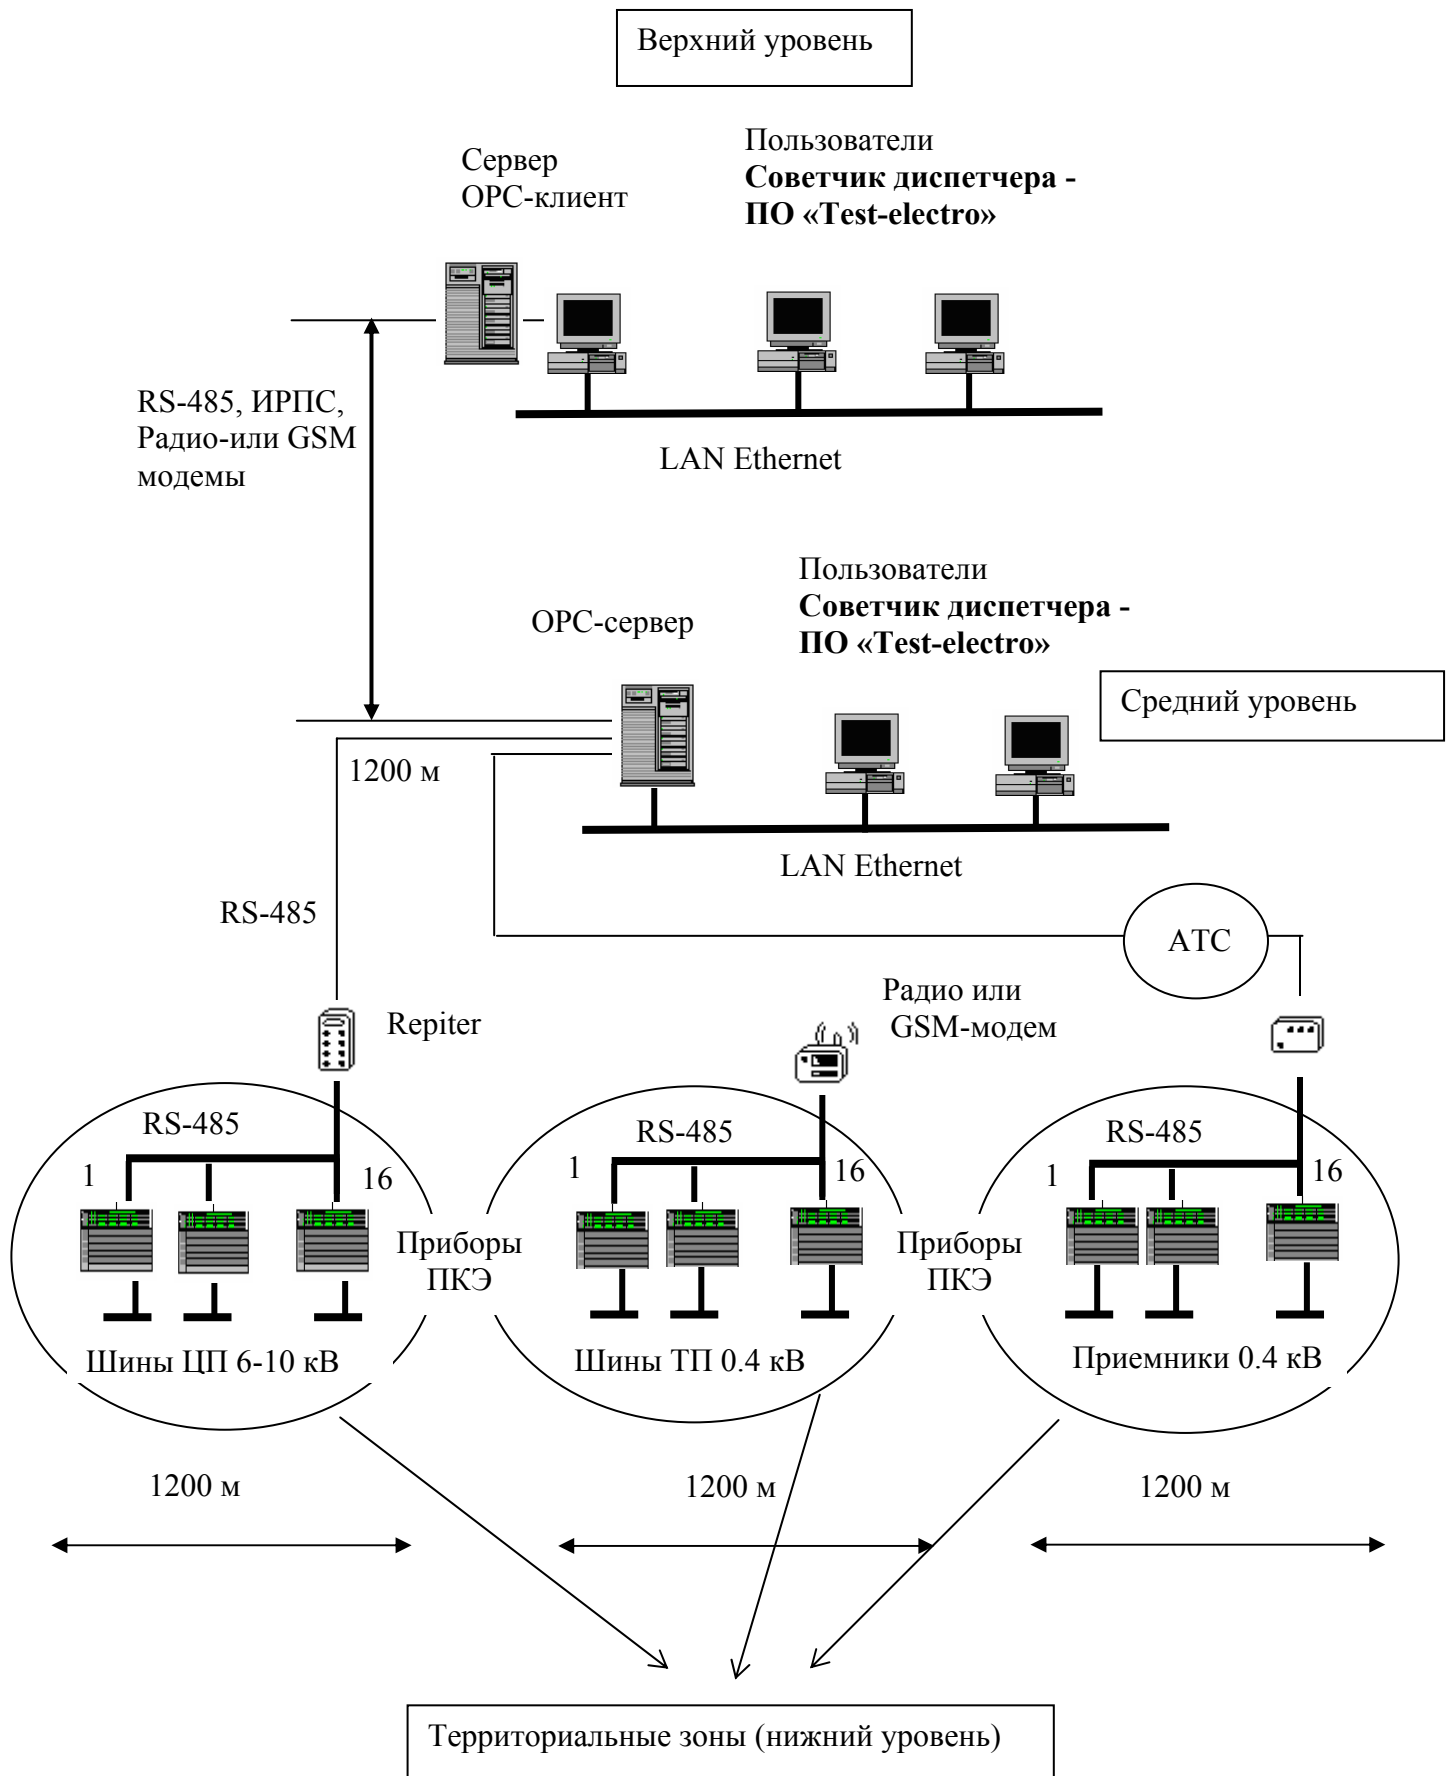 Верхний уровень
Сервер
ОРС-клиент
Пользователи
Советчик диспетчера -
ПО «Test-electro»
RS-485, ИРПС,
Радио-или GSM
модемы
LAN Ethernet
ОРС-сервер
Пользователи
Советчик диспетчера -
ПО «Test-electro»
Средний уровень
1200 м
LAN Ethernet
RS-485
АТС
Repiter
Радио или
GSM-модем
RS-485
1
16
RS-485
1
16
RS-485
1
16
Приборы
ПКЭ
Приборы
ПКЭ
Шины ЦП 6-10 кВ
Шины ТП 0.4 кВ
Приемники 0.4 кВ
1200 м
1200 м
1200 м
Территориальные зоны (нижний уровень)